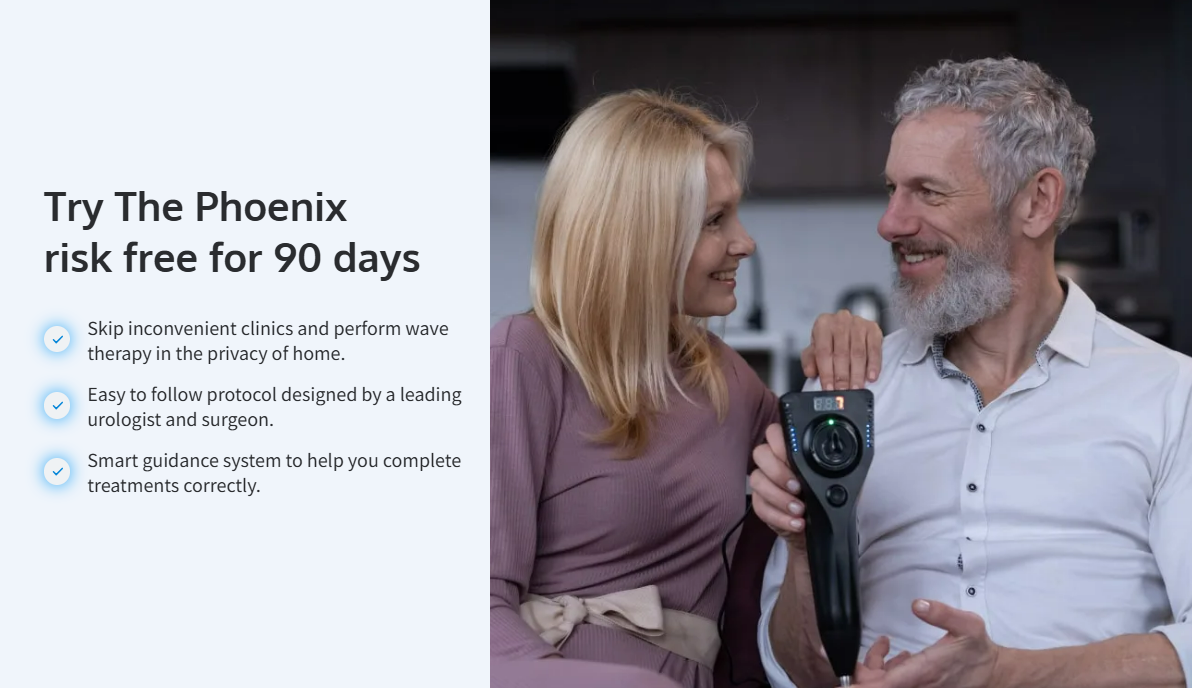 Try The Phoenix
risk free for 90 days
Skip inconvenient clinics and perform wave
therapy in the privacy of home.
Easy to follow protocol designed by a leading
urologist and surgeon.
Smart guidance system to help you complete
treatments correctly.